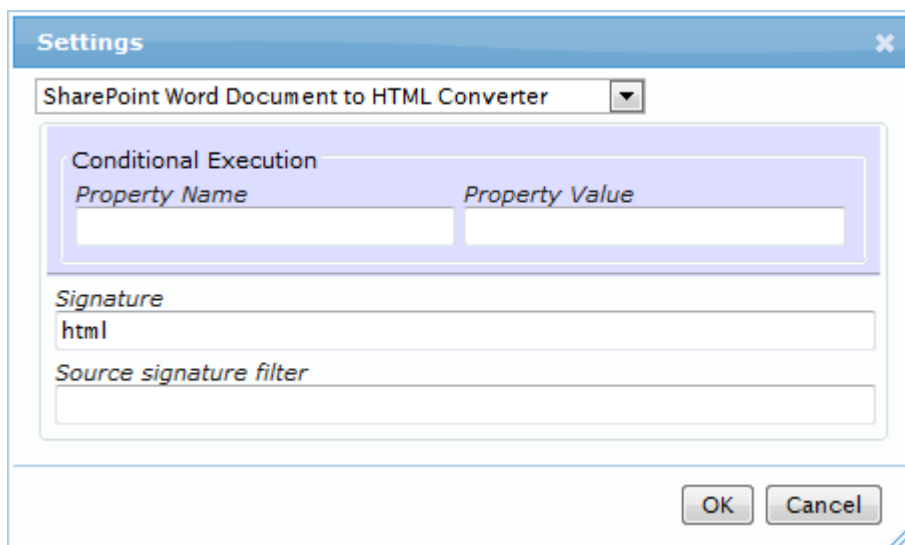 Settings
SharePoint Word Document to HTML Converter
Conditional Execution
Property Name Property Value
Signature
html
Source signature filter
OK Cancel